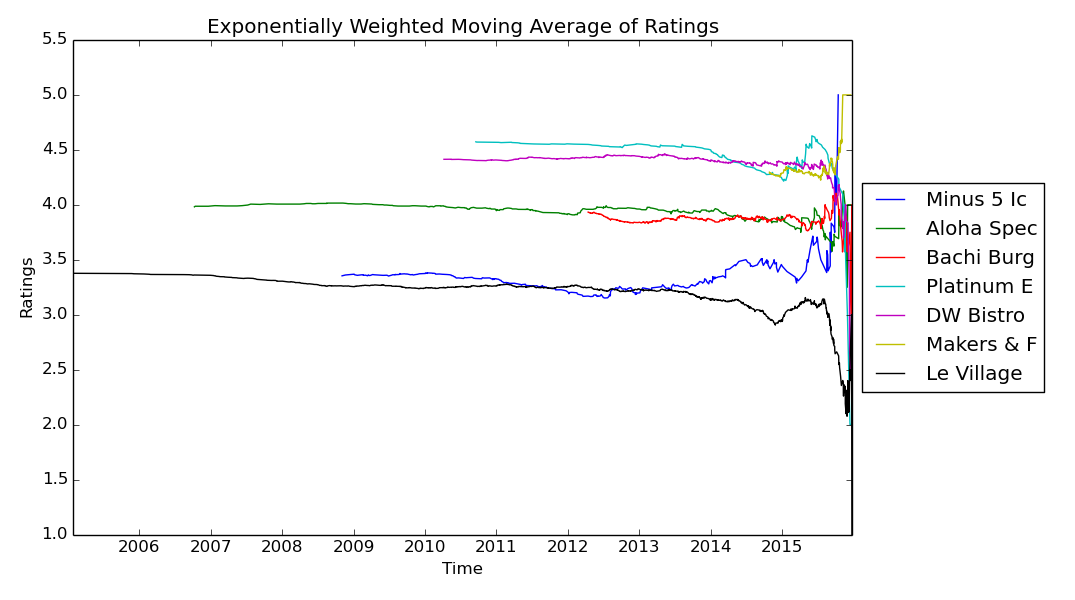 Exponentially Weighted Moving Average of Ratings
5.5
5.0
4.5
4.0
3.5
3.0
2.5
2.0
1.5
1.0
Ratings
2006 2007 2008 2009 2010 2011 2012 2013 2014 2015
Time
Minus 5 Ic
Aloha Spec
Bachi Burg
Platinum E
DW Bistro
Makers & F
Le Village